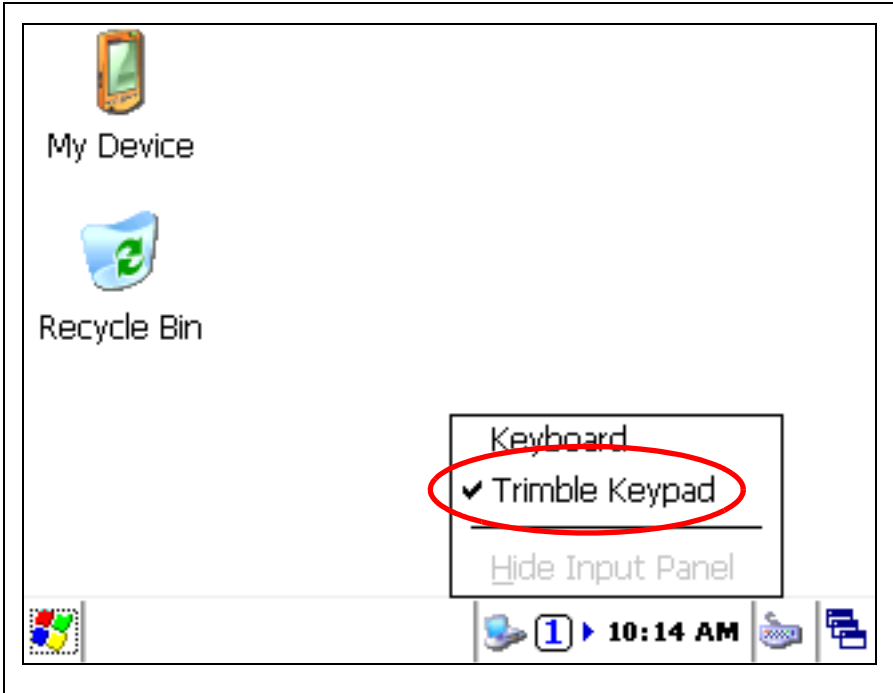 My Device
Recycle Bin
Keyboard
Trimble Keypad
Hide Input Panel
1 10:14 AM